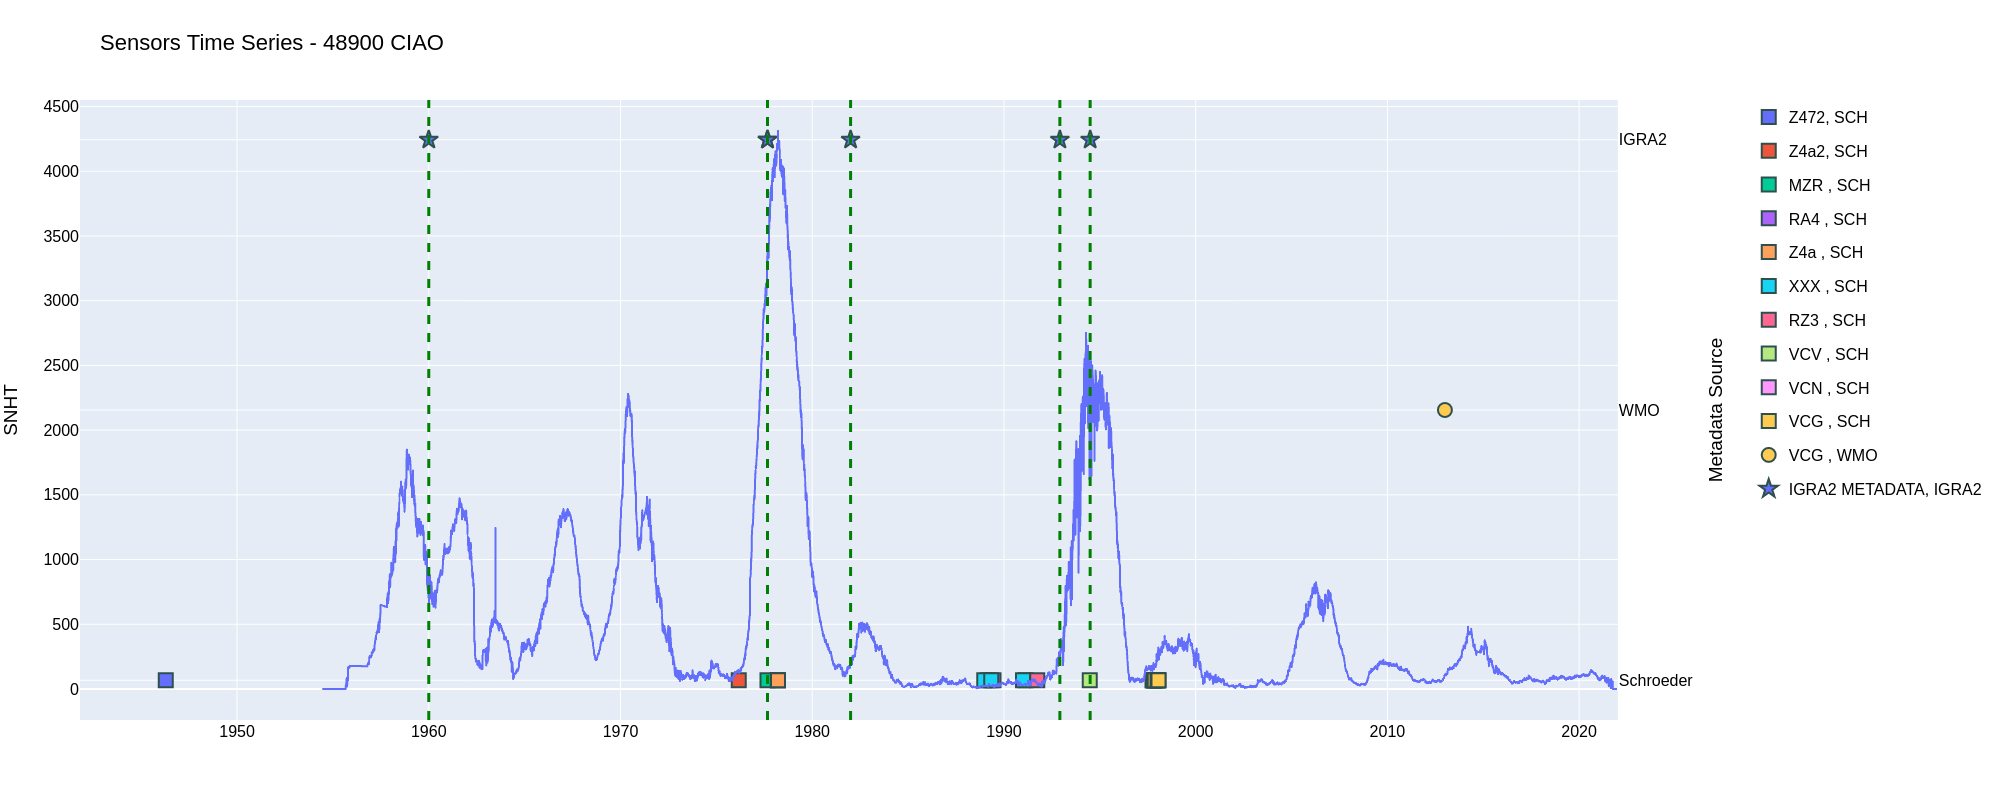 Sensors Time Series - 48900 CIAO
SNHT
4500
4000
3500
3000
2500
2000
1500
1000
500
0
1950
1960
1970
1980
1990
2000
2010
2020
IGRA2
WMO
Schroeder
Metadata Source
Z472, SCH
Z4a2, SCH
MZR , SCH
RA4 , SCH
Z4a , SCH
XXX , SCH
RZ3 , SCH
VCV , SCH
VCN , SCH
VCG , SCH
VCG , WMO
IGRA2 METADATA, IGRA2